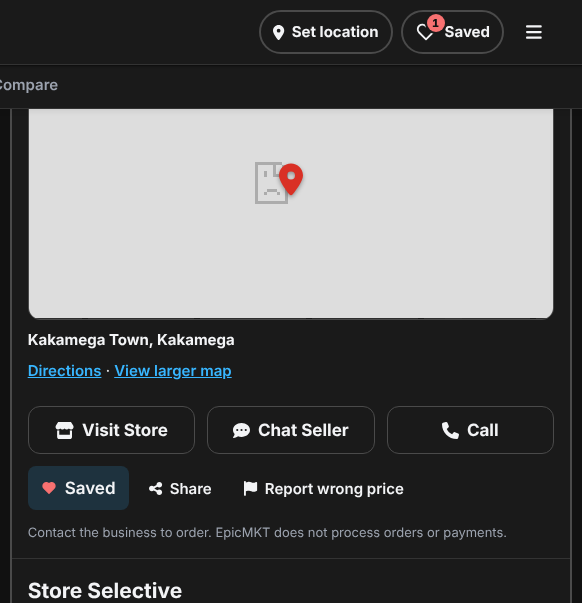 Set location
1
Saved
Compare
Kakamega Town, Kakamega
Directions · View larger map
Visit Store
Chat Seller
Call
Saved
Share
Report wrong price
Contact the business to order. EpicMKT does not process orders or payments.
Store Selective